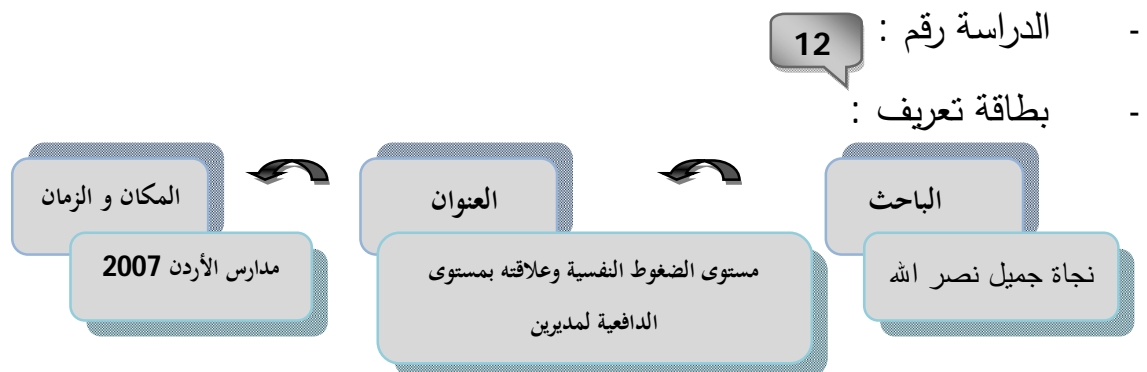 - الدراسة رقم : 12
- بطاقة تعريف :
الباحث
نجاة جميل نصر الله
العنوان
مستوى الضغوط النفسية وعلاقته بمستوى
الدافعية لمديرين
المكان و الزمان
مدارس الأردن 2007